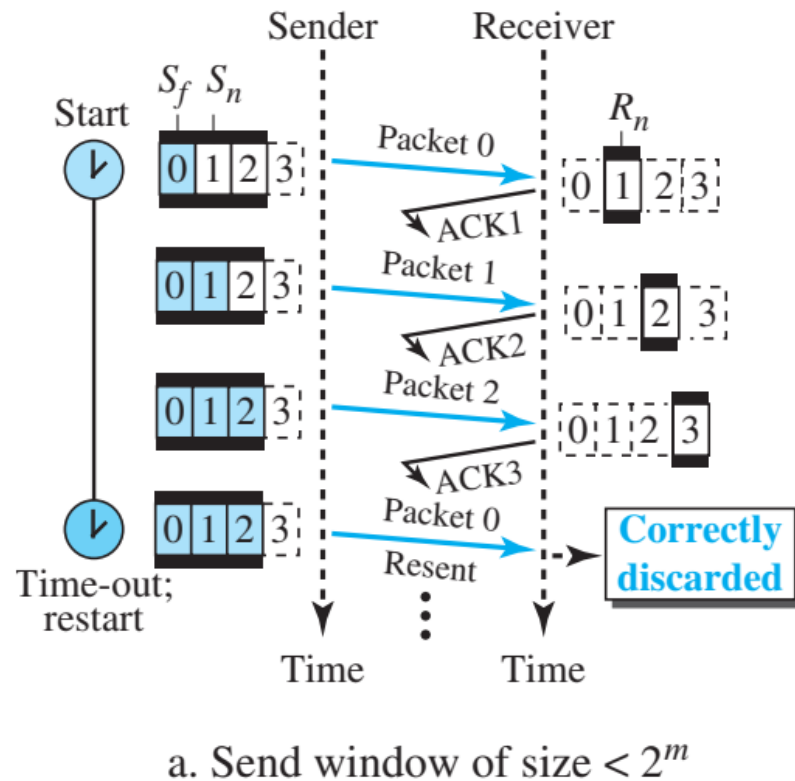 Sender Receiver
S_f S_n
Start
R_n
0 1 2 3
Packet 0
0 1 2 3
ACK1
0 1 2 3
Packet 1
0 1 2 3
ACK2
0 1 2 3
Packet 2
0 1 2 3
ACK3
0 1 2 3
Packet 0
Resent
Correctly
discarded
Time-out;
restart
Time Time
a. Send window of size < 2^m